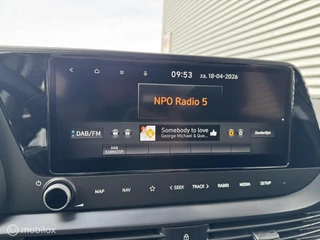 09:53 za, 18-04-2026
NPO Radio 5
DAB/FM
Somebody to love
George Michael & Que...
MAP NAV < SEEK TRACK > RADIO MEDIA SETUP
mobilox